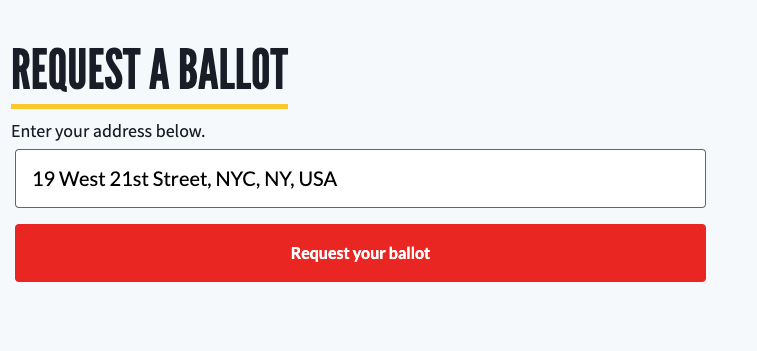 REQUEST A BALLOT
Enter your address below.
19 West 21st Street, NYC, NY, USA
Request your ballot